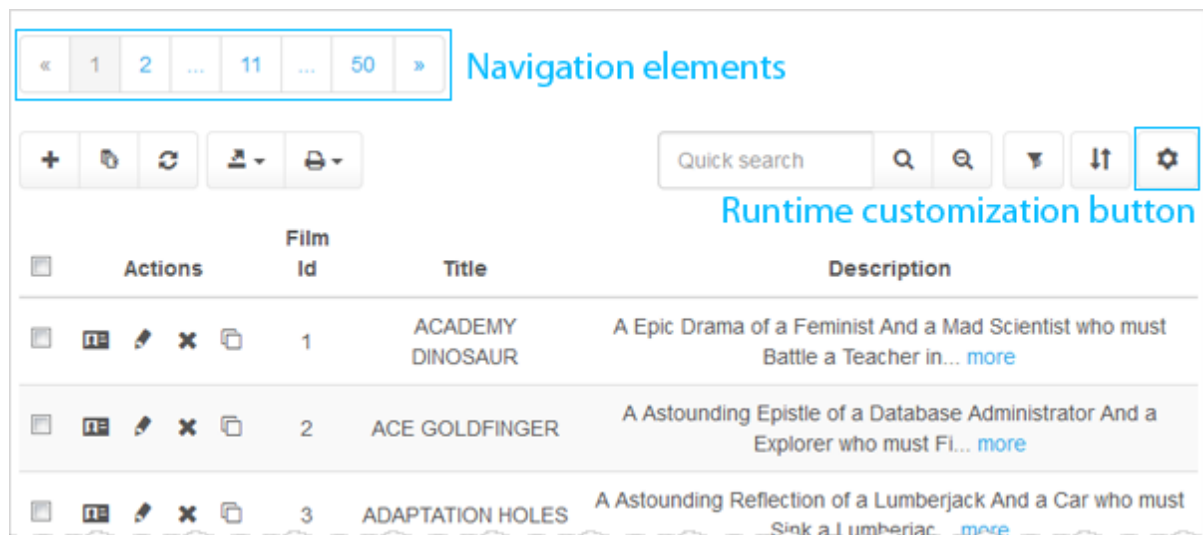 « 1 2 ... 11 ... 50 » Navigation elements
Quick search
Runtime customization button
Actions Film Id Title Description
1 ACADEMY DINOSAUR A Epic Drama of a Feminist And a Mad Scientist who must
Battle a Teacher in... more
2 ACE GOLDFINGER A Astounding Epistle of a Database Administrator And a
Explorer who must Fi... more
3 ADAPTATION HOLES A Astounding Reflection of a Lumberjack And a Car who must
Sink a Lumberjac... more